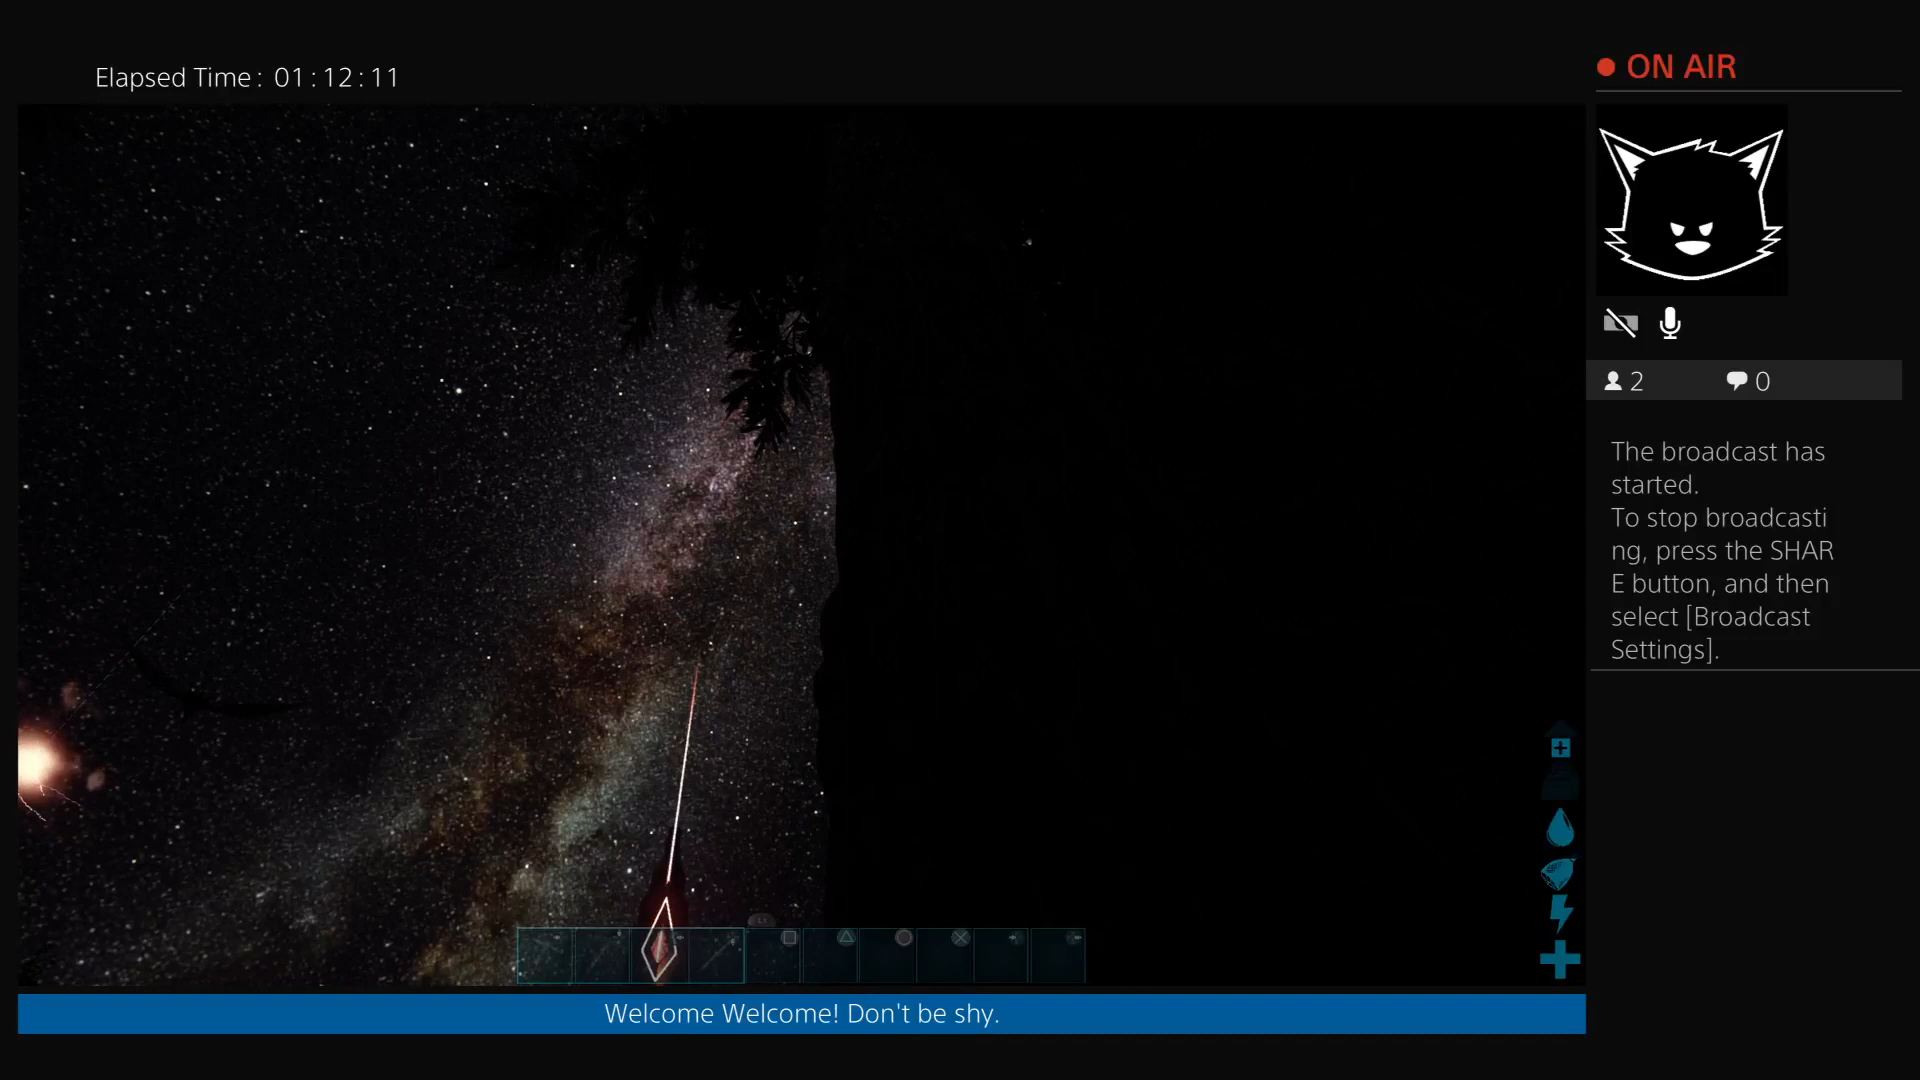 Elapsed Time: 01:12:11
ON AIR
2
0
The broadcast has
started.
To stop broadcasti
ng, press the SHAR
E button, and then
select [Broadcast
Settings].
Welcome Welcome! Don't be shy.